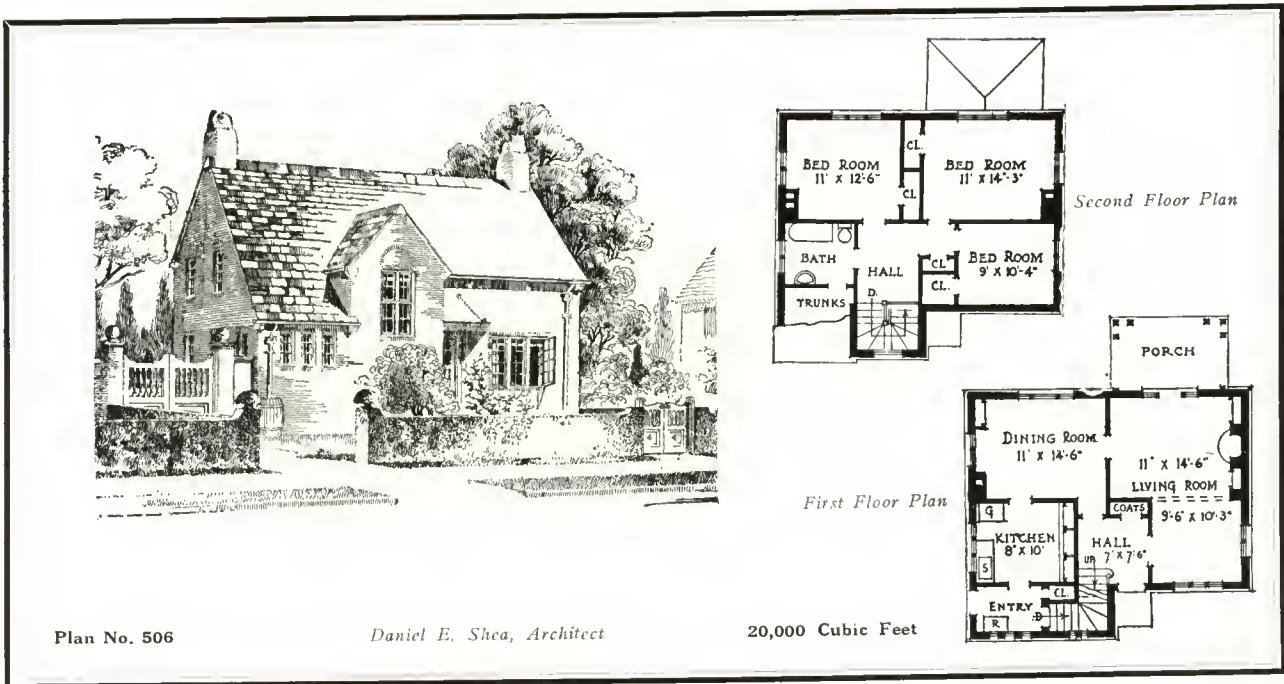 BED ROOM
11' X 12'-6"
CL.
CL
BED ROOM
11' X 14'-3"
Second Floor Plan
BATH
HALL
CL
CL.
BED ROOM
9' X 10'-4"
TRUNKS
D.
PORCH
DINING ROOM
11' X 14'-6"
11' X 14'-6"
LIVING ROOM
9'-6" X 10'-3"
First Floor Plan
G
COATS
KITCHEN
8' X 10'
S
HALL
7' X 7'-6"
UP
CL.
ENTRY
D
R
Plan No. 506
Daniel E. Shea, Architect
20,000 Cubic Feet